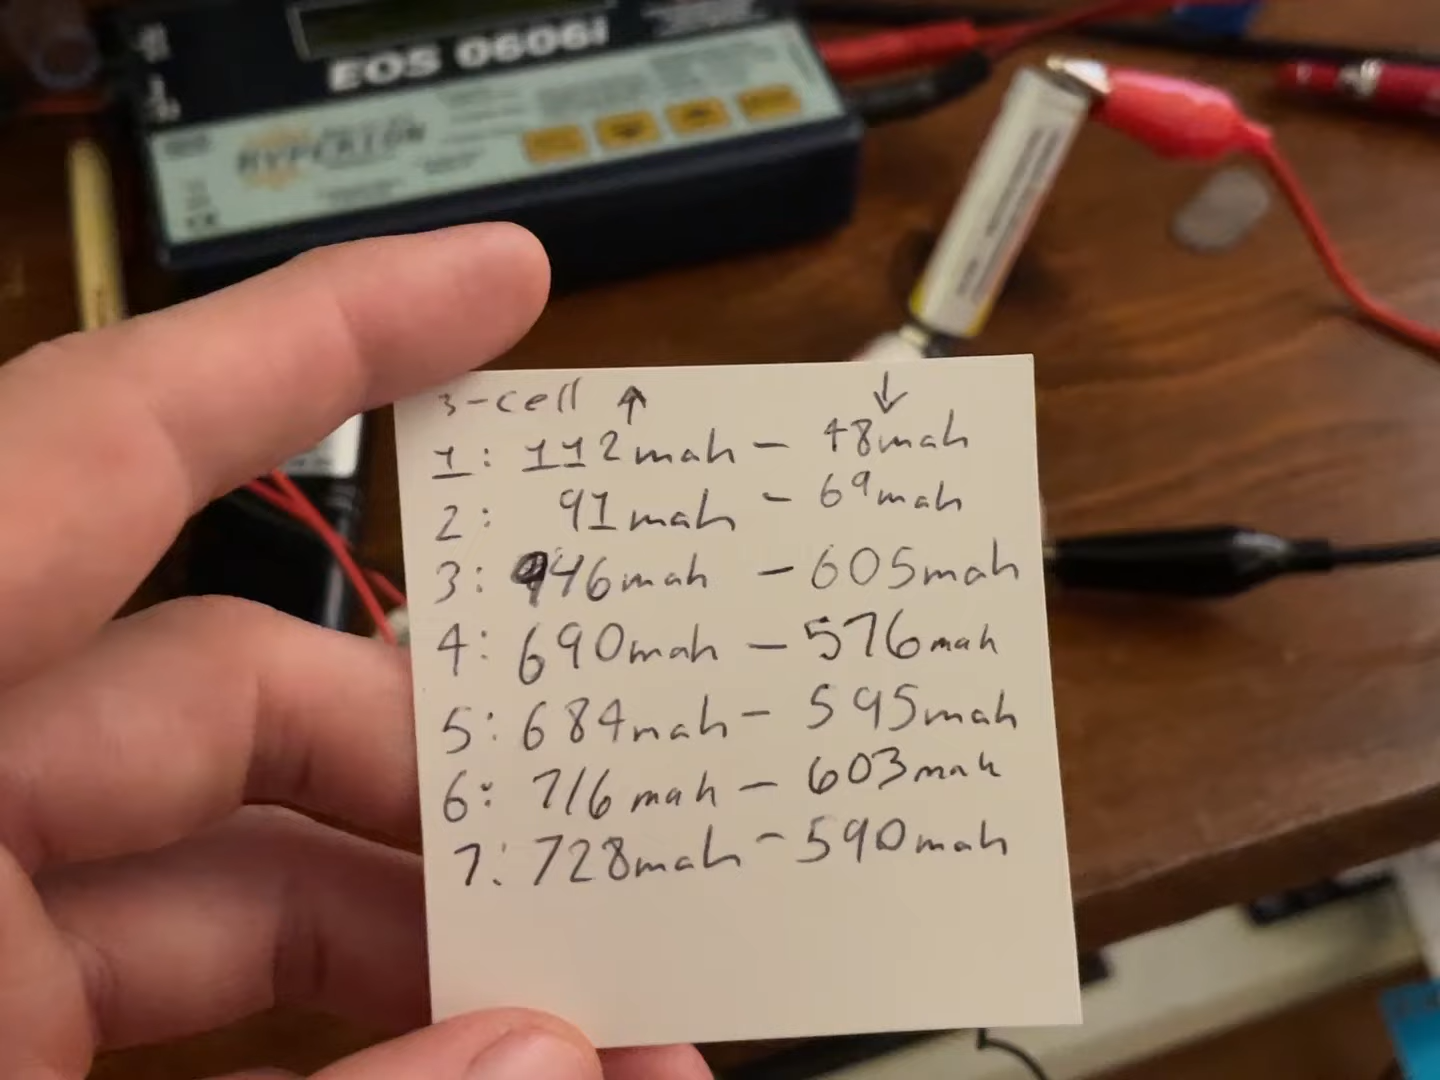 EOS 0606i
HYPERION
3-cell ↑ ↓
1: 112mah - 48mah
2: 91mah - 69mah
3: 946mah - 605mah
4: 690mah - 576mah
5: 684mah - 595mah
6: 716mah - 603mah
7: 728mah - 590mah